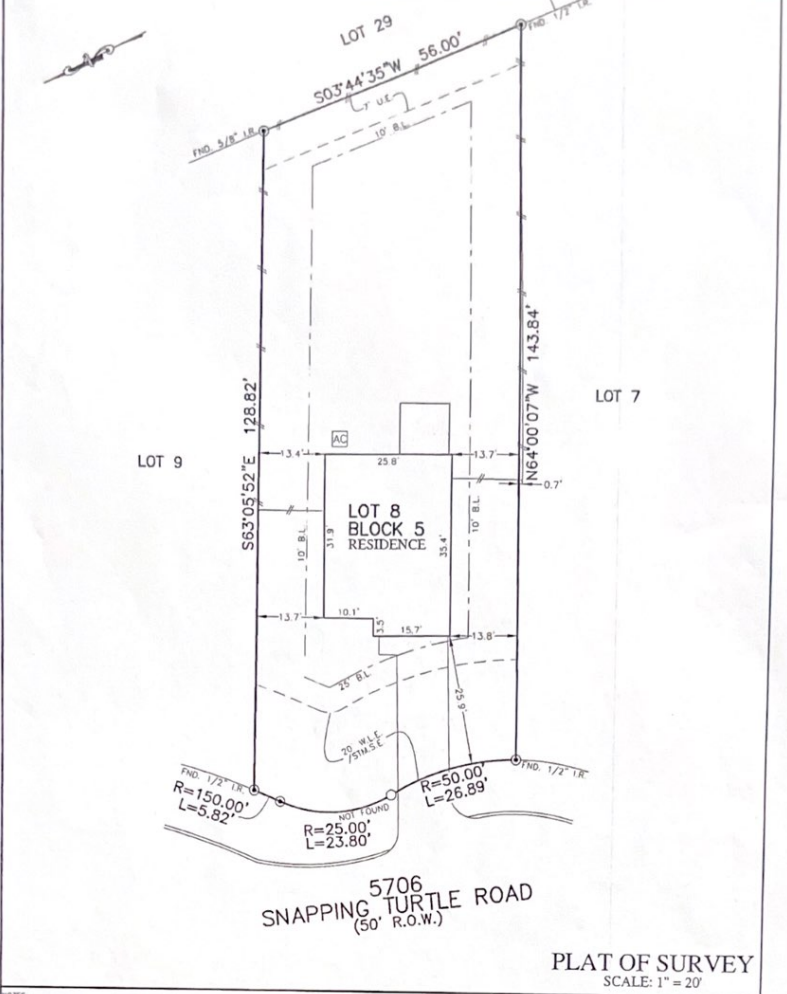 LOT 29
FND. 1/2" I.R.
S03°44'35"W 56.00'
7' U.E.
10' B.L.
FND. 5/8" I.R.
S63°05'52"E 128.82'
N64°00'07"W 143.84'
LOT 7
LOT 9
AC
13.4'
25.8'
13.7'
0.7'
LOT 8
BLOCK 5
RESIDENCE
10' B.L.
31.9'
35.4'
10' B.L.
13.7'
10.1'
3.5'
15.7'
13.8'
25' B.L.
25.9'
20' W.L.E.
/STM.S.E.
FND. 1/2" I.R.
FND. 1/2" I.R.
R=150.00'
L=5.82'
NOT FOUND
R=25.00'
L=23.80'
R=50.00'
L=26.89'
5706
SNAPPING TURTLE ROAD
(50' R.O.W.)
PLAT OF SURVEY
SCALE: 1" = 20'